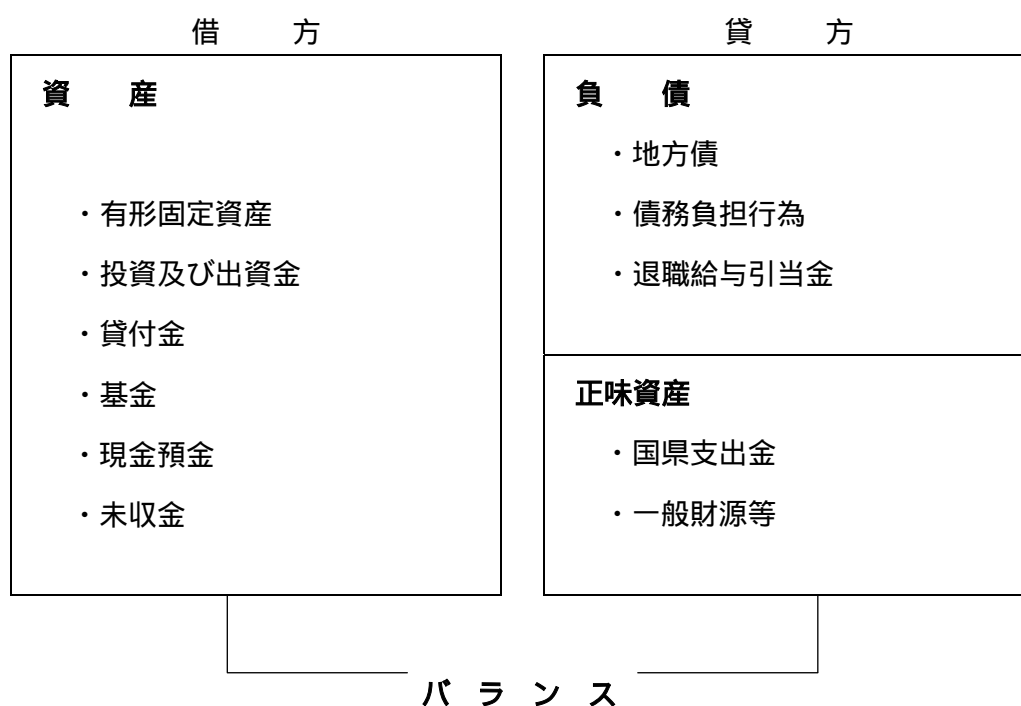 借　方
資　産
・有形固定資産
・投資及び出資金
・貸付金
・基金
・現金預金
・未収金
貸　方
負　債
・地方債
・債務負担行為
・退職給与引当金
正味資産
・国県支出金
・一般財源等
バ ラ ン ス